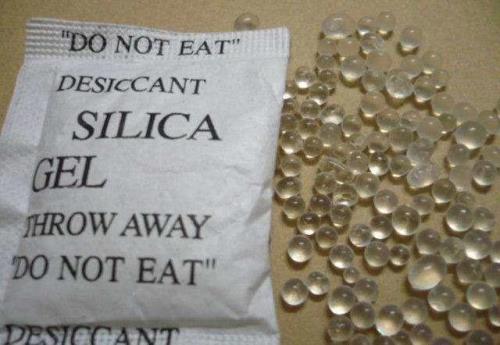 "DO NOT EAT"
DESICCANT
SILICA
GEL
THROW AWAY
"DO NOT EAT"
DESICCANT